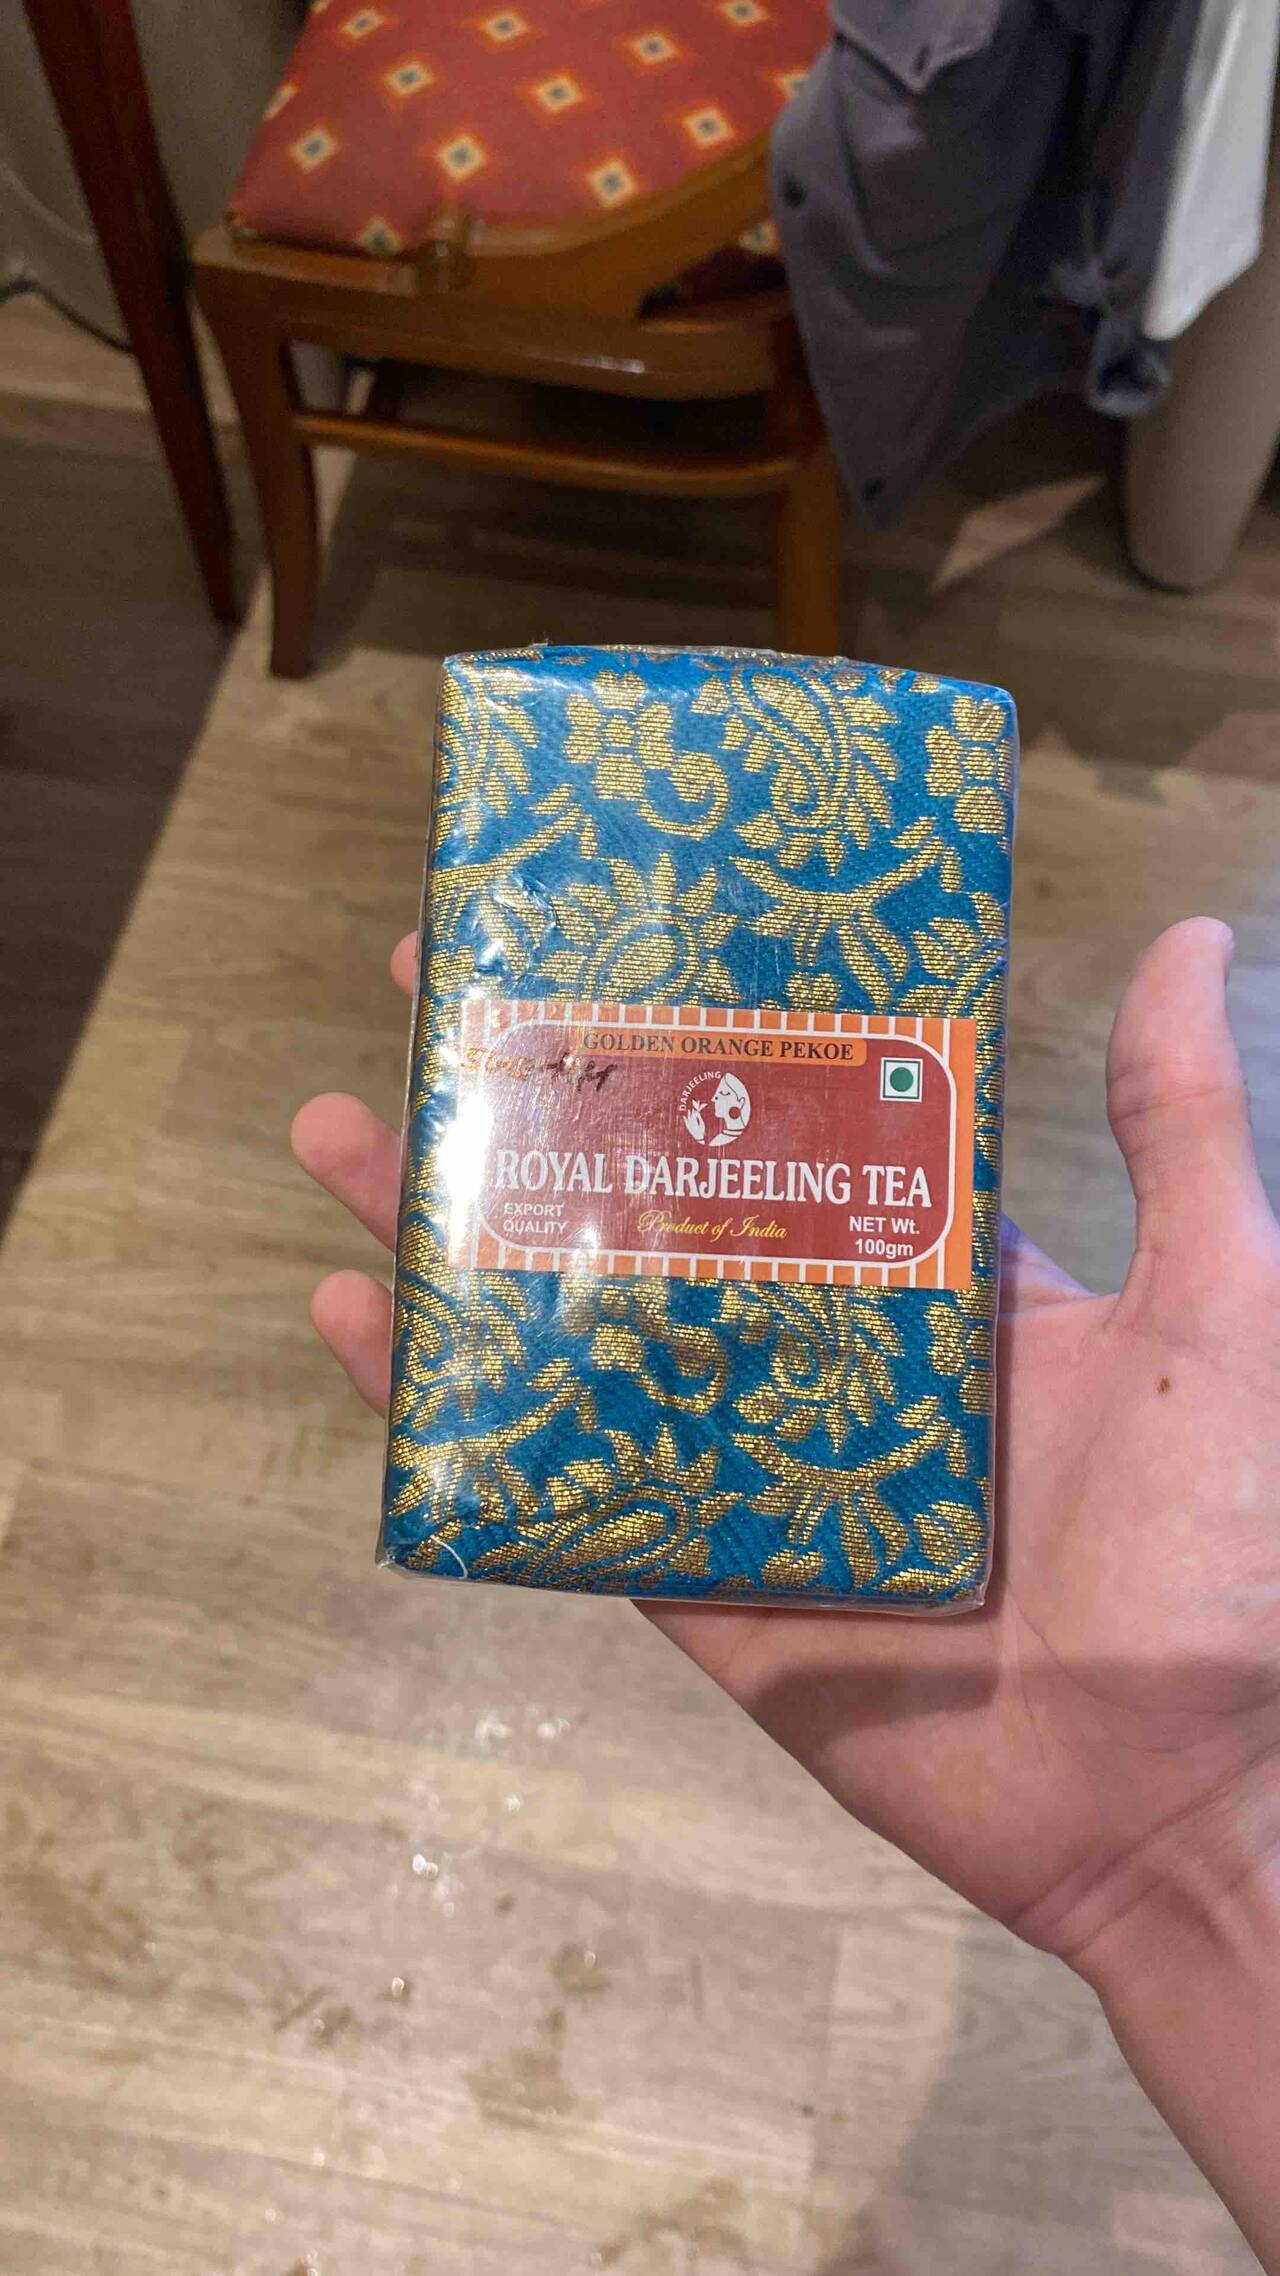 GOLDEN ORANGE PEKOE
DARJEELING
ROYAL DARJEELING TEA
EXPORT
QUALITY
Product of India
NET Wt.
100gm